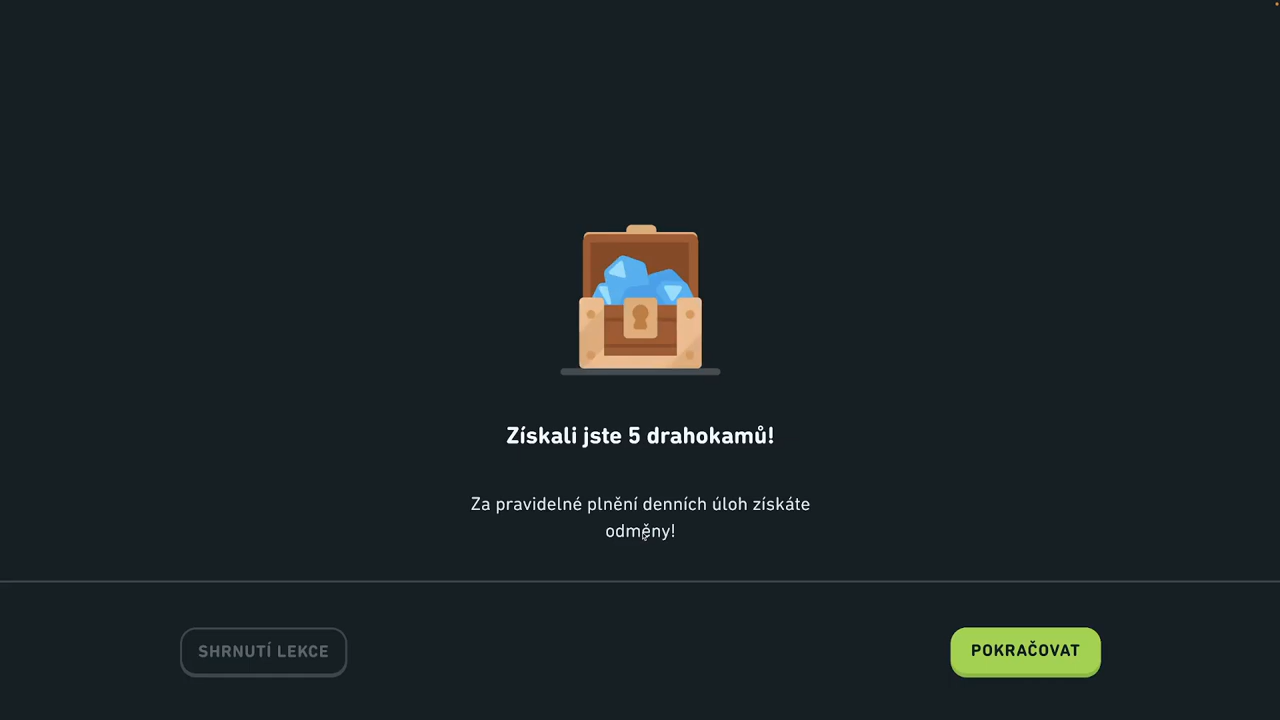 Získali jste 5 drahokamů!
Za pravidelné plnění denních úloh získáte
odměny!
SHRNUTÍ LEKCE
POKRAČOVAT